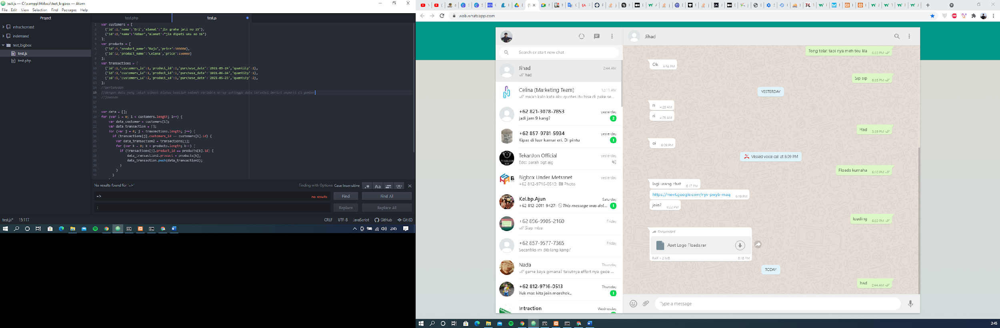 test.js — C:\xampp\htdocs\test_bigbox — Atom
File Edit View Selection Find Packages Help
Project
test.php
test.js
intractiontest
indemand
test_bigbox
test.js
test.php
1 var customers = [
2 {"id":1,"nama":"Eri","alamat":"jln graha jati no 15"},
3 {"id":2,"nama":"Akbar","alamat":"jln dipati uku no 15"}
4 ];
5 var products = [
6 {"id":1,"product_name":"Baju","price":100000},
7 {"id":2,"product_name":"Celana","price":150000}
8 ];
9 var transactions = [
10 {"id":1,"customers_id":1,"product_id":1,"purchase_date":"2021-05-24","quantity":2},
11 {"id":2,"customers_id":1,"product_id":2,"purchase_date":"2021-05-24","quantity":1},
12 {"id":1,"customers_id":2,"product_id":1,"purchase_date":"2021-05-23","quantity":2},
13 ];
14 //pertanyaan
15 //dengan data yang telah dibuat diatas buatlah sebuah variable array sehingga data tersebut berisi seperti di gambar
16 //jawaban
17
18
19 var data = [];
20 for (var i = 0; i < customers.length; i++) {
21 var data_customer = customers[i];
22 var data_transaction = [];
23 for (var j = 0; j < transactions.length; j++) {
24 if (transactions[j].customers_id == customers[i].id) {
25 var data_transaction2 = transactions[j];
26 for (var k = 0; k < products.length; k++) {
27 if (transactions[j].product_id == products[k].id) {
28 data_transaction2.product = products[k];
29 data_transaction.push(data_transaction2);
30 }
31 }
32 }
No results found for '=>'
Finding with Options: Case Insensitive
.* Aa
=>
no results
Find
Find All
:
Replace
Replace All
test.js* 15:117
CRLF UTF-8 JavaScript GitHub Git (0)
2:45
web.whatsapp.com
Search or start new chat
Jihad 2:44 AM
had
Celina (Marketing Team) 12:11 AM
malah kalo kata aku quotes itu bisa di pake se...
+62 821-3078-7853 yesterday
jadi jam 9 kang? 2
+62 857-9781-5934 yesterday
Kipas di luar kamar eri. Di pintu 1
TekanJon Official yesterday
Edo: parah bgt ajg
Bigbox Under Metranet yesterday
+62 812-9716-0513: Photo
Kel.bp.Ajun Saturday
+62 812-2011-9427: This message was del... 1
+62 896-9905-2160 Friday
Siap mba
+62 857-9577-7365 Friday
Secantiks ini dibilang kang?
Nada Thursday
game kaya gimana? takutnya effort nya gede ...
+62 812-9716-0513 Thursday
Yuk mas kita join morchek,, 1
Intraction Wednesday
Jihad
Tong telat tapi nya meh teu lila 6:33 PM
Ok 6:34 PM
Sip sip 6:35 PM
YESTERDAY
ri 4:28 AM
ri 4:28 AM
Had 3:39 PM
oi 6:09 PM
Missed voice call at 6:09 PM
Floads kumaha 6:10 PM
lagi urang chat 6:17 PM
https://meet.google.com/nyv-pwyb-maq 6:19 PM
join? 6:22 PM
loading 6:22 PM
Forwarded
Aset Logo Floads.rar
RAR • 2 MB 8:18 PM
TODAY
had 2:44 AM
Type a message
2:45